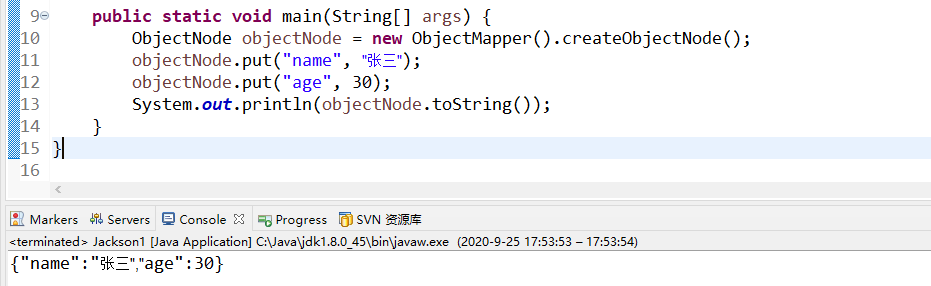 9 public static void main(String[] args) {
10 ObjectNode objectNode = new ObjectMapper().createObjectNode();
11 objectNode.put("name", "张三");
12 objectNode.put("age", 30);
13 System.out.println(objectNode.toString());
14 }
15 }
16
Markers Servers Console Progress SVN 资源库
<terminated> Jackson1 [Java Application] C:\Java\jdk1.8.0_45\bin\javaw.exe (2020-9-25 17:53:53 – 17:53:54)
{"name":"张三","age":30}